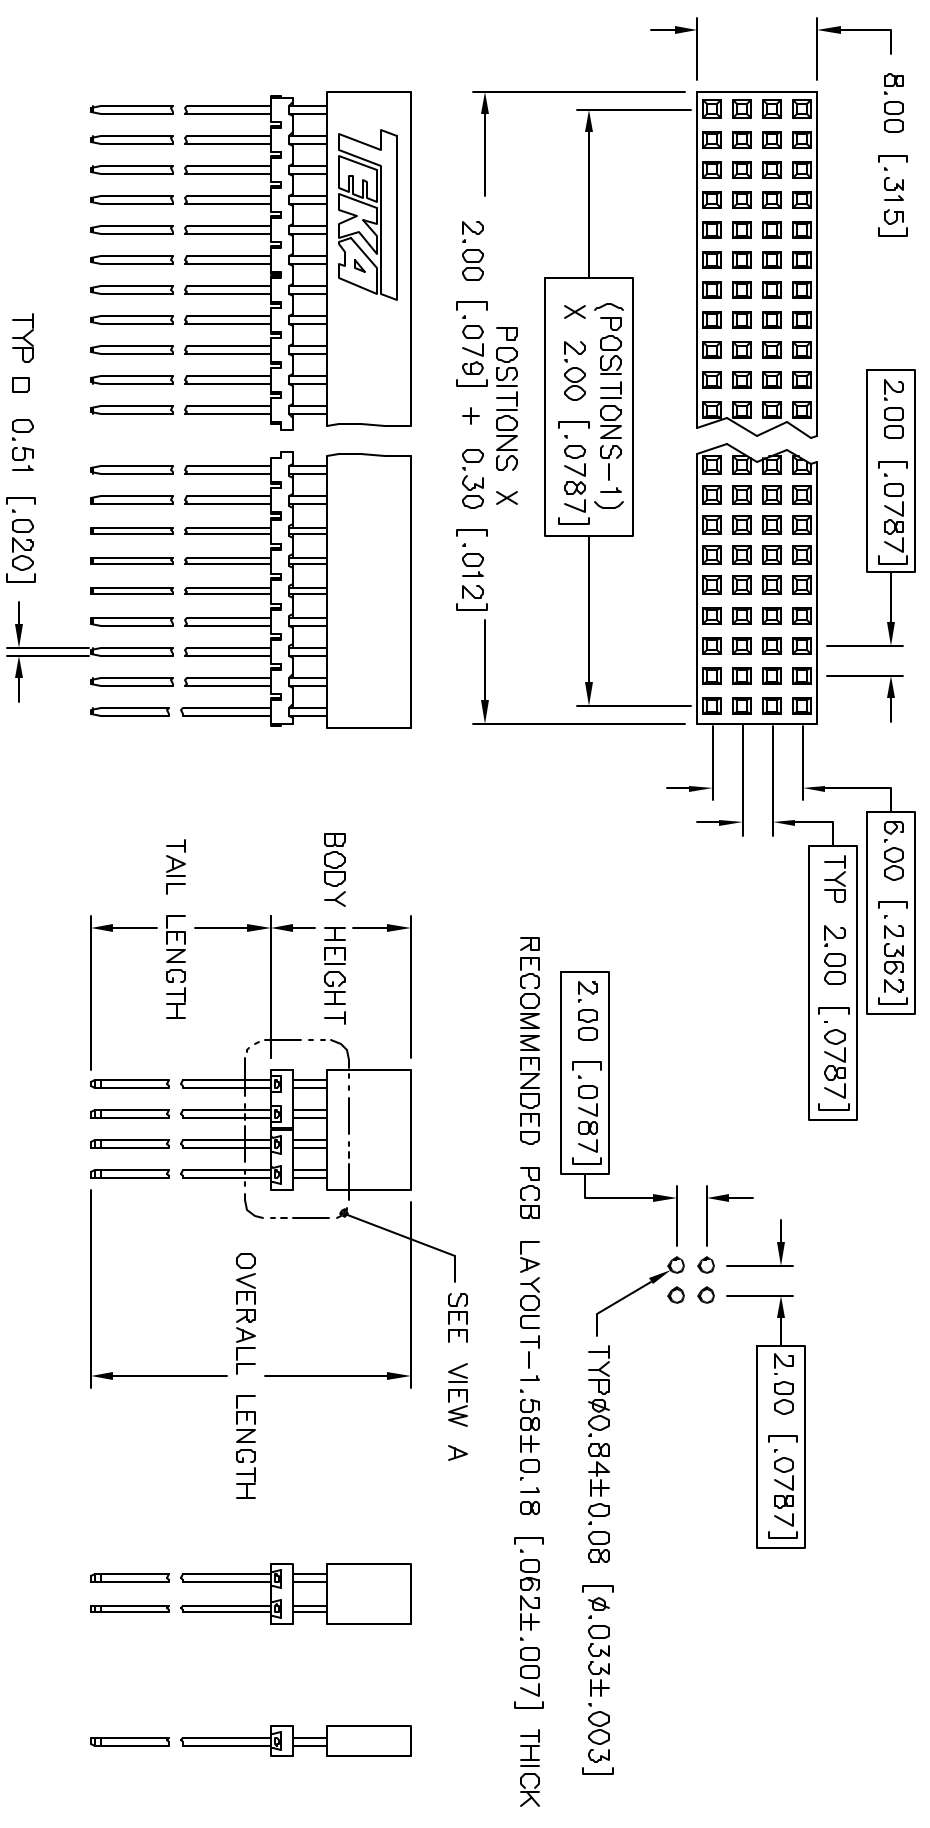 8.00 [.315]
2.00 [.0787]
6.00 [.2362]
TYP 2.00 [.0787]
2.00 [.0787]
(POSITIONS-1)
X 2.00 [.0787]
POSITIONS X
2.00 [.079] + 0.30 [.012]
2.00 [.0787]
TYPø0.84±0.08 [ø.033±.003]
RECOMMENDED PCB LAYOUT-1.58±0.18 [.062±.007] THICK
SEE VIEW A
TEKA
BODY HEIGHT
OVERALL LENGTH
TAIL LENGTH
TYP □ 0.51 [.020]